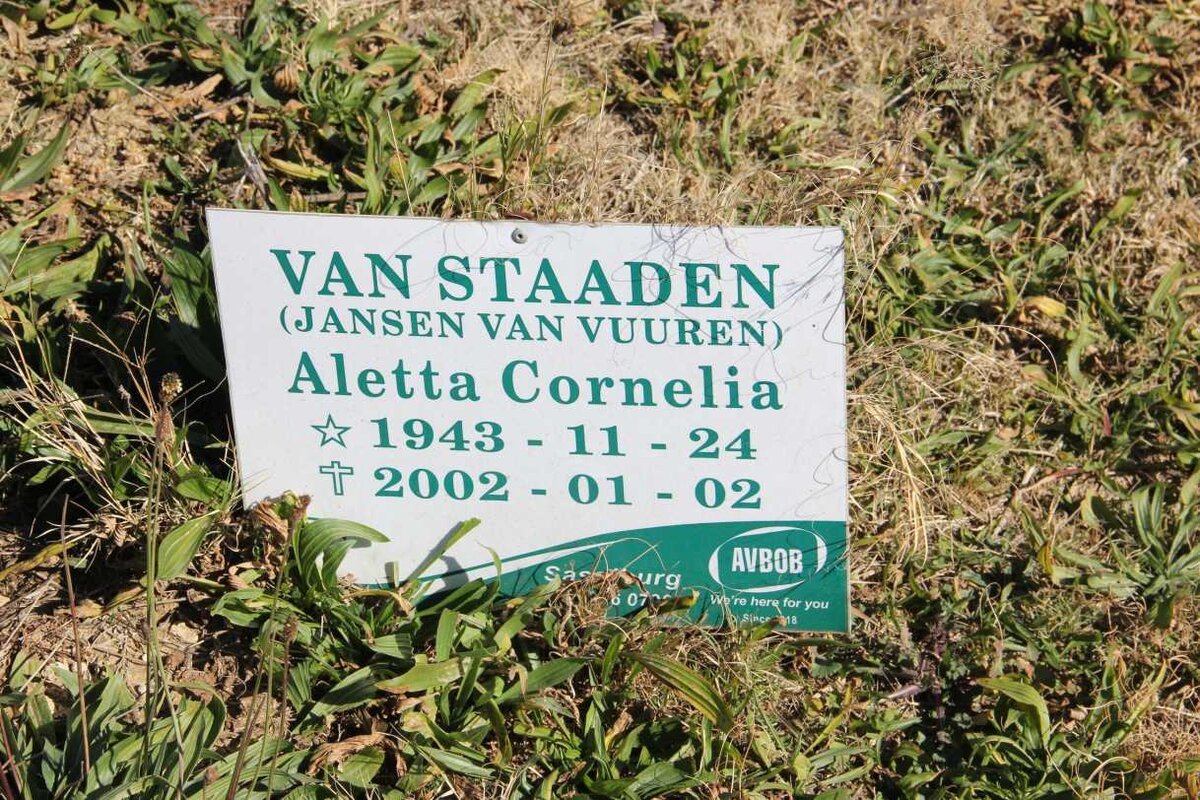 VAN STAADEN
(JANSEN VAN VUUREN)
Aletta Cornelia
1943 - 11 - 24
2002 - 01 - 02
AVBOB
We're here for you